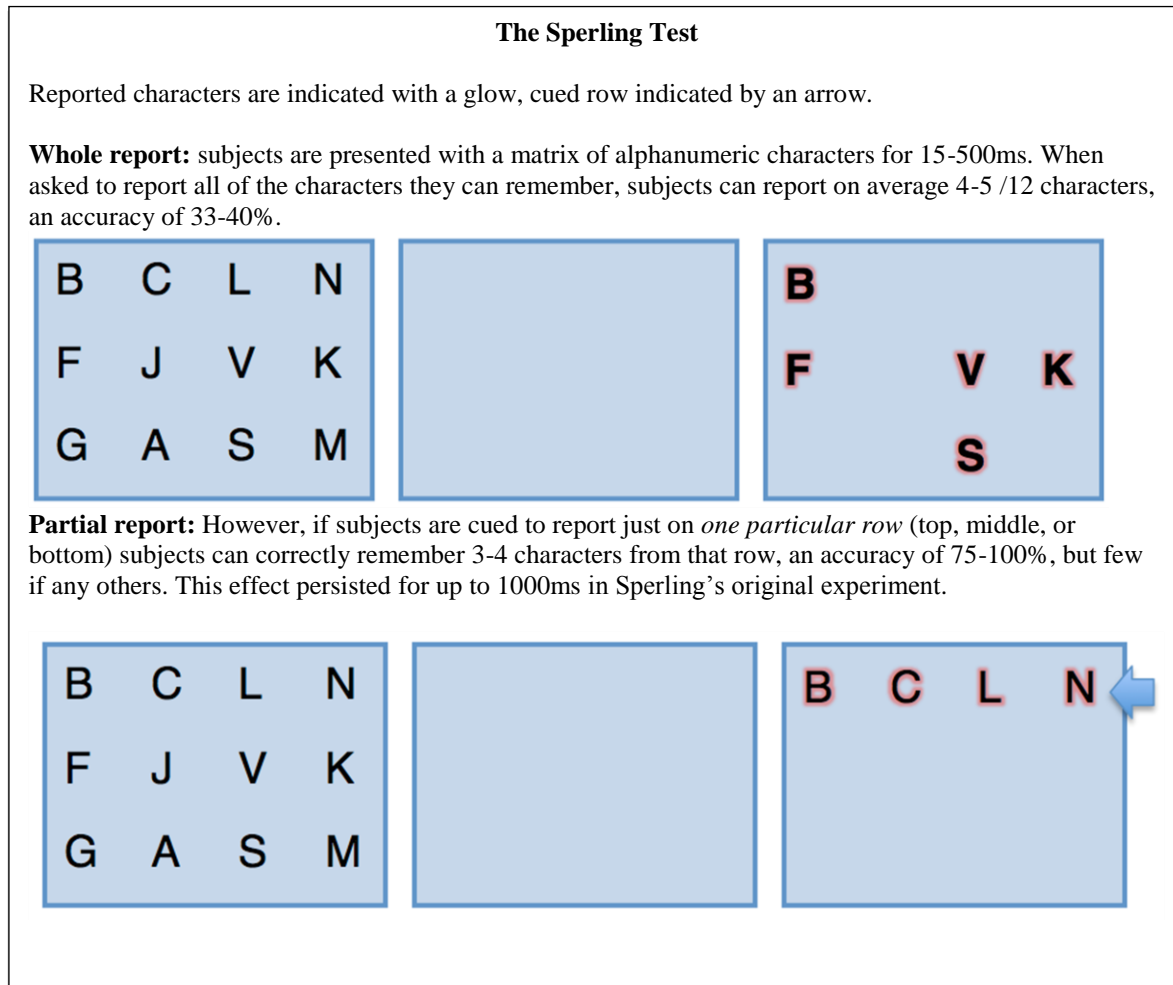 The Sperling Test
Reported characters are indicated with a glow, cued row indicated by an arrow.
Whole report: subjects are presented with a matrix of alphanumeric characters for 15-500ms. When
asked to report all of the characters they can remember, subjects can report on average 4-5 /12 characters,
an accuracy of 33-40%.
B C L N
F J V K
G A S M
B
F V K
S
Partial report: However, if subjects are cued to report just on one particular row (top, middle, or
bottom) subjects can correctly remember 3-4 characters from that row, an accuracy of 75-100%, but few
if any others. This effect persisted for up to 1000ms in Sperling’s original experiment.
B C L N
F J V K
G A S M
B C L N